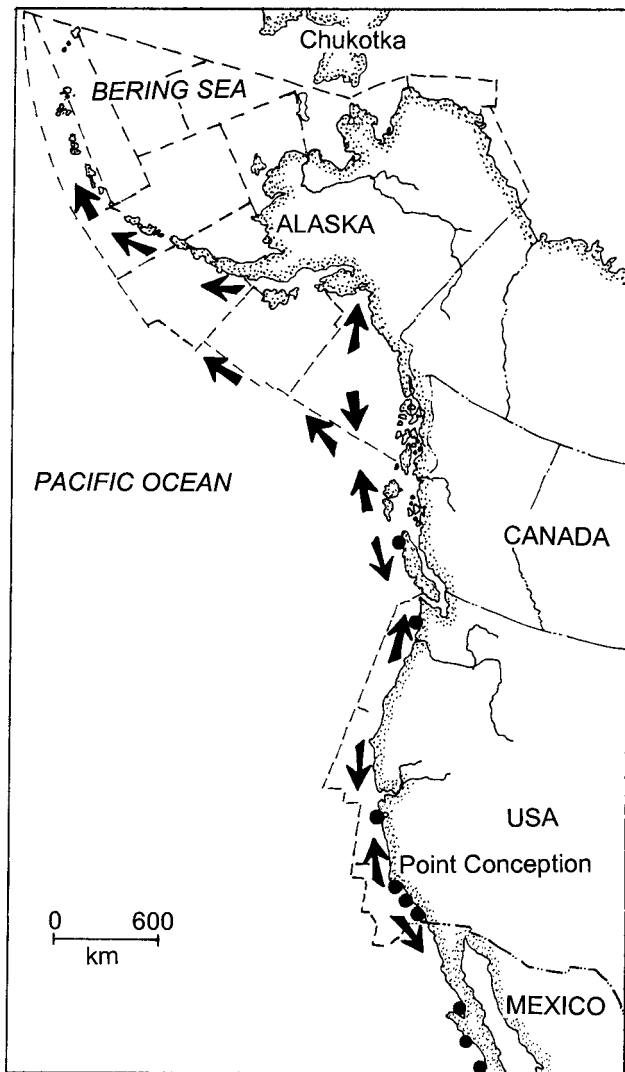 Chukotka
BERING SEA
ALASKA
PACIFIC OCEAN
CANADA
USA
Point Conception
0 600
km
MEXICO